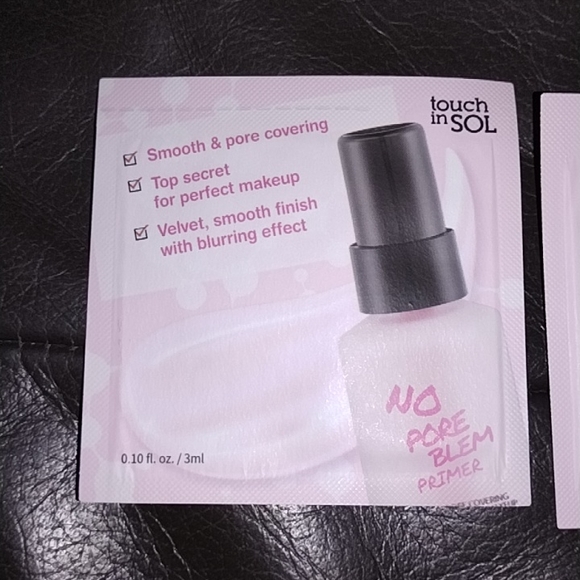 touch
in SOL
Smooth & pore covering
Top secret
for perfect makeup
Velvet, smooth finish
with blurring effect
NO
PORE
BLEM
PRIMER
0.10 fl. oz. / 3ml
COVERING